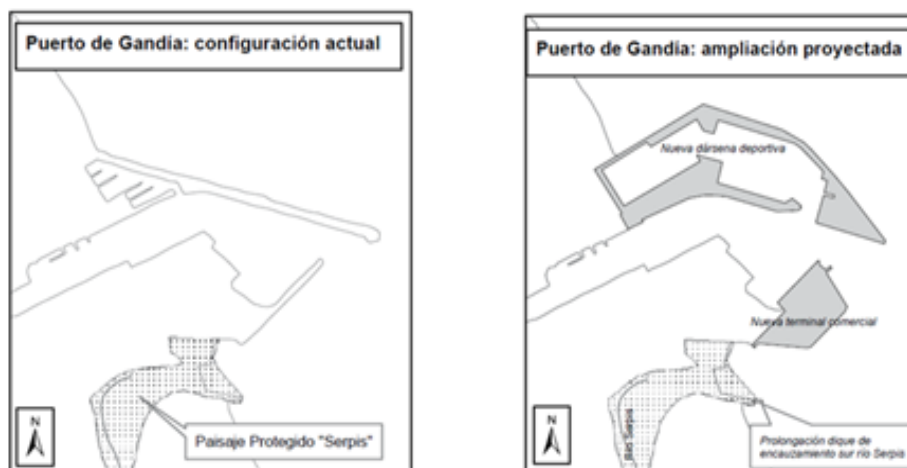 Puerto de Gandia: configuración actual
N
Paisaje Protegido "Serpis"
Puerto de Gandia: ampliación proyectada
Nueva dársena deportiva
Nueva terminal comercial
Río Serpis
N
Prolongación dique de
encauzamiento sur río Serpis